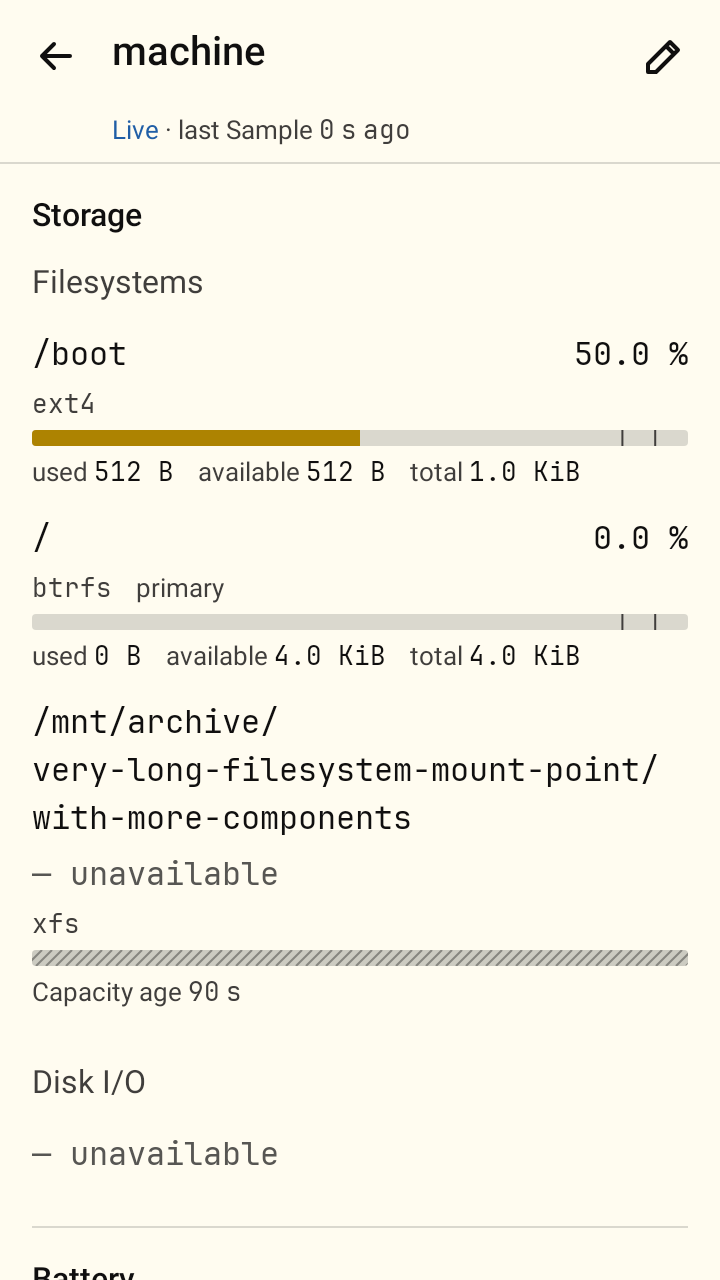 machine
Live · last Sample 0 s ago
Storage
Filesystems
/boot 50.0 %
ext4
used 512 B available 512 B total 1.0 KiB
/ 0.0 %
btrfs primary
used 0 B available 4.0 KiB total 4.0 KiB
/mnt/archive/
very-long-filesystem-mount-point/
with-more-components
— unavailable
xfs
Capacity age 90 s
Disk I/O
— unavailable
Battery